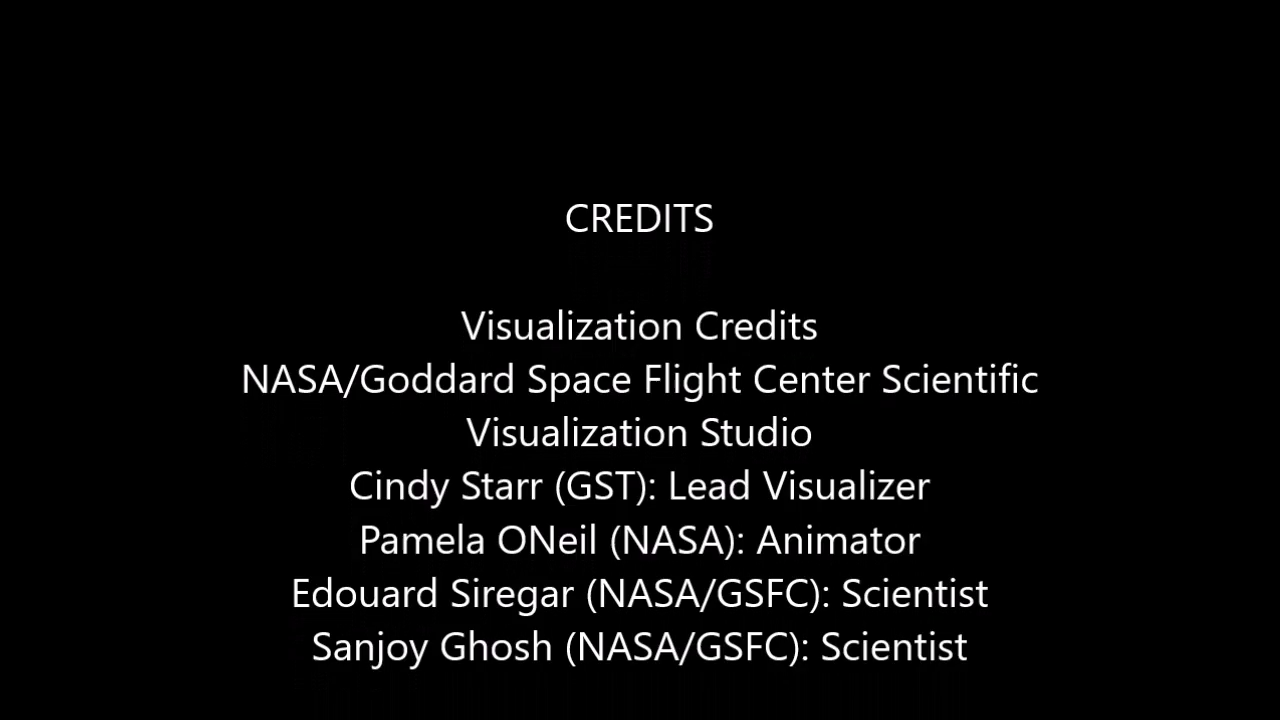 CREDITS
Visualization Credits
NASA/Goddard Space Flight Center Scientific
Visualization Studio
Cindy Starr (GST): Lead Visualizer
Pamela ONeil (NASA): Animator
Edouard Siregar (NASA/GSFC): Scientist
Sanjoy Ghosh (NASA/GSFC): Scientist